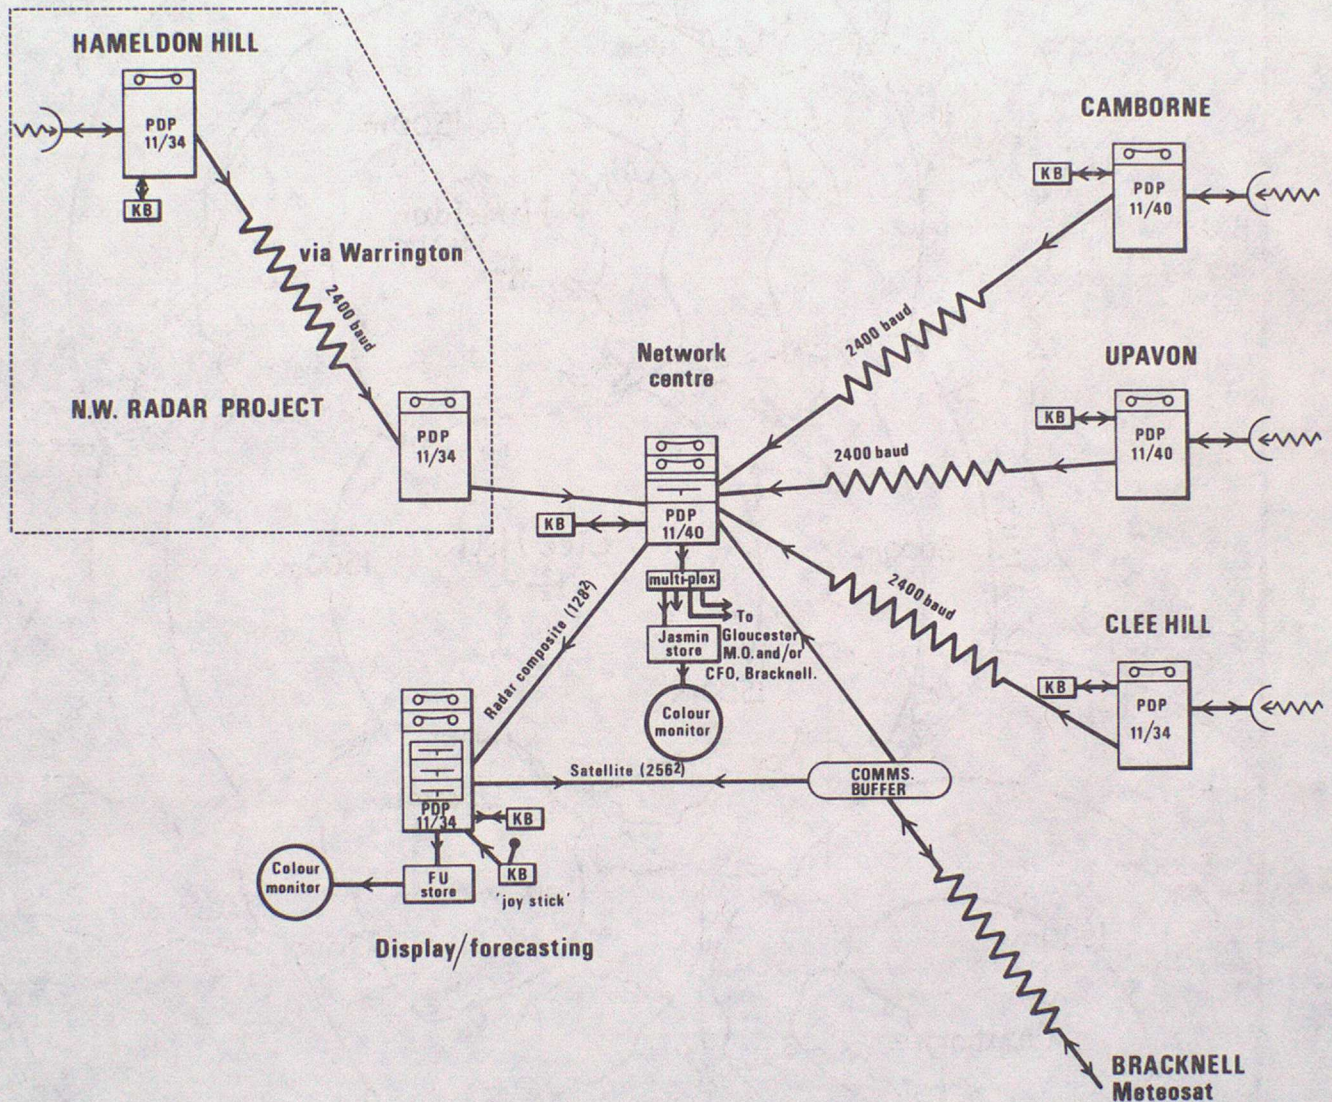 HAMELDON HILL
PDP
11/34
KB
via Warrington
2400 baud
N.W. RADAR PROJECT
PDP
11/34
CAMBORNE
KB
PDP
11/40
2400 baud
Network
centre
UPAVON
KB
PDP
11/40
2400 baud
KB
PDP
11/40
multi-plex
To
Gloucester
M.O. and/or
CFO, Bracknell.
Jasmin
store
Colour
monitor
2400 baud
CLEE HILL
KB
PDP
11/34
Radar composite (128²)
Satellite (256²)
COMMS.
BUFFER
PDP
11/34
KB
KB
'joy stick'
FU
store
Colour
monitor
Display/forecasting
BRACKNELL
Meteosat